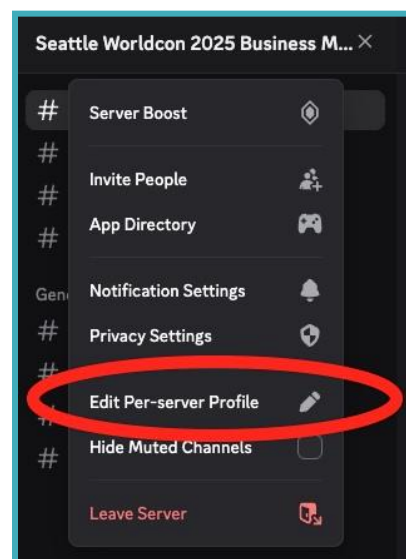 Seattle Worldcon 2025 Business M...
Server Boost
Invite People
App Directory
Gene
Notification Settings
Privacy Settings
Edit Per-server Profile
Hide Muted Channels
Leave Server